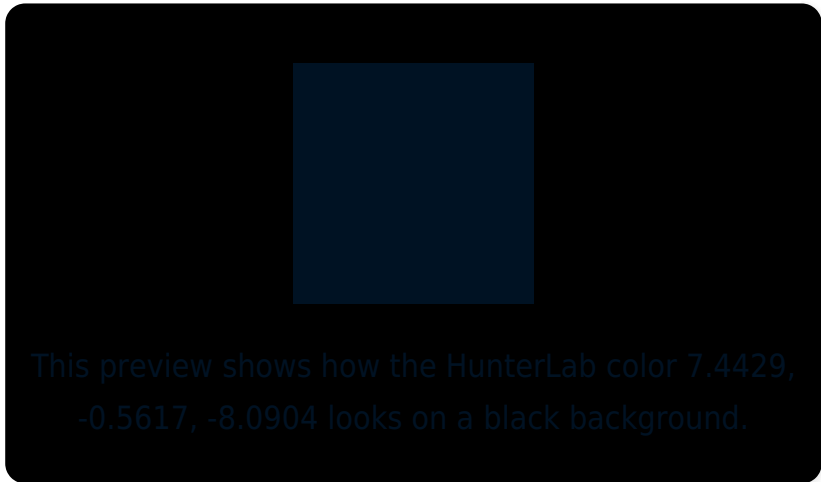 This preview shows how the HunterLab color 7.4429,
-0.5617, -8.0904 looks on a black background.